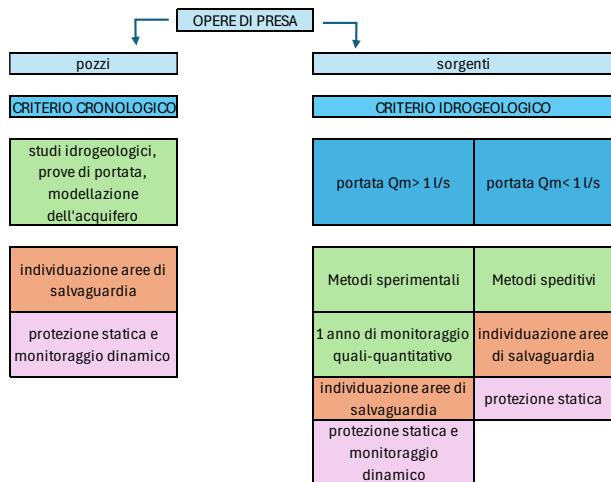 OPERE DI PRESA
pozzi
sorgenti
CRITERIO CRONOLOGICO
CRITERIO IDROGEOLOGICO
studi idrogeologici,
prove di portata,
modellazione
dell'acquifero
portata Qm> 1 l/s
portata Qm< 1 l/s
individuazione aree di
salvaguardia
Metodi sperimentali
Metodi speditivi
protezione statica e
monitoraggio dinamico
1 anno di monitoraggio
quali-quantitativo
individuazione aree
di salvaguardia
individuazione aree di
salvaguardia
protezione statica
protezione statica e
monitoraggio
dinamico